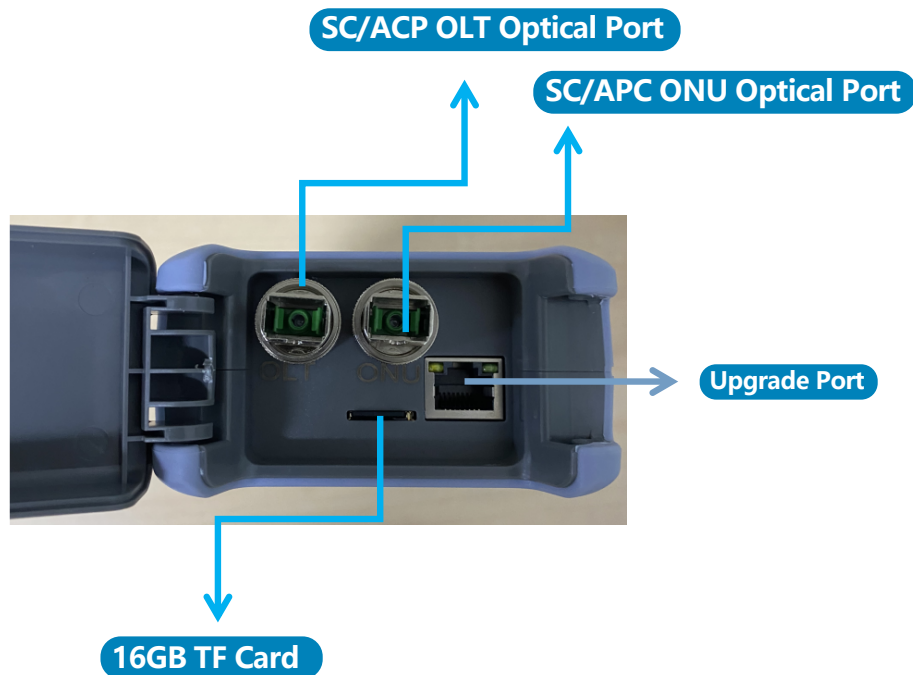 SC/ACP OLT Optical Port
SC/APC ONU Optical Port
OLT ONU
Upgrade Port
16GB TF Card